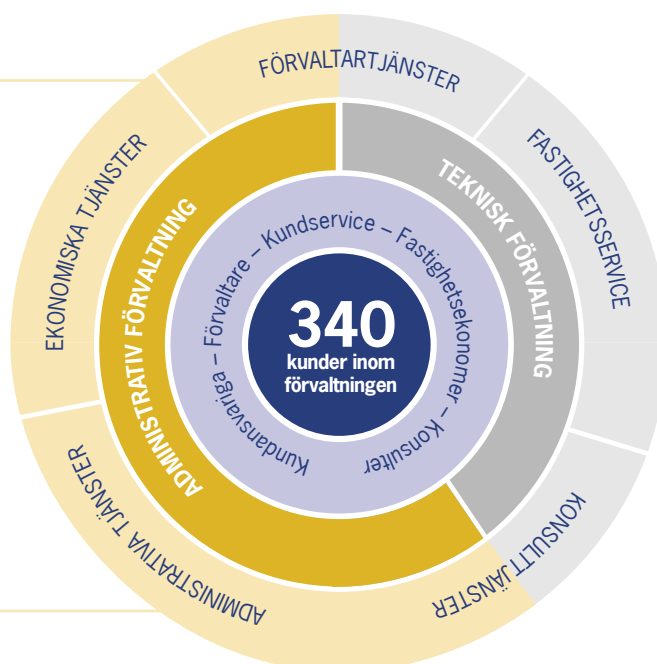 FÖRVALTARTJÄNSTER
FASTIGHETSSERVICE
KONSULTTJÄNSTER
ADMINISTRATIVA TJÄNSTER
EKONOMISKA TJÄNSTER
ADMINISTRATIV FÖRVALTNING
TEKNISK FÖRVALTNING
Kundansvariga – Förvaltare – Kundservice – Fastighetsekonomer – Konsulter
340
kunder inom
förvaltningen